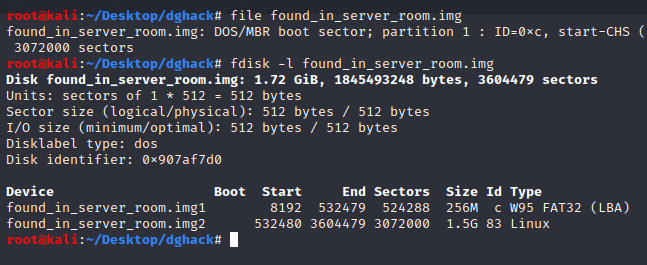 root@kali:~/Desktop/dghack# file found_in_server_room.img
found_in_server_room.img: DOS/MBR boot sector; partition 1 : ID=0×c, start-CHS (
 3072000 sectors
root@kali:~/Desktop/dghack# fdisk -l found_in_server_room.img
Disk found_in_server_room.img: 1.72 GiB, 1845493248 bytes, 3604479 sectors
Units: sectors of 1 * 512 = 512 bytes
Sector size (logical/physical): 512 bytes / 512 bytes
I/O size (minimum/optimal): 512 bytes / 512 bytes
Disklabel type: dos
Disk identifier: 0×907af7d0
Device Boot Start End Sectors Size Id Type
found_in_server_room.img1 8192 532479 524288 256M c W95 FAT32 (LBA)
found_in_server_room.img2 532480 3604479 3072000 1.5G 83 Linux
root@kali:~/Desktop/dghack#